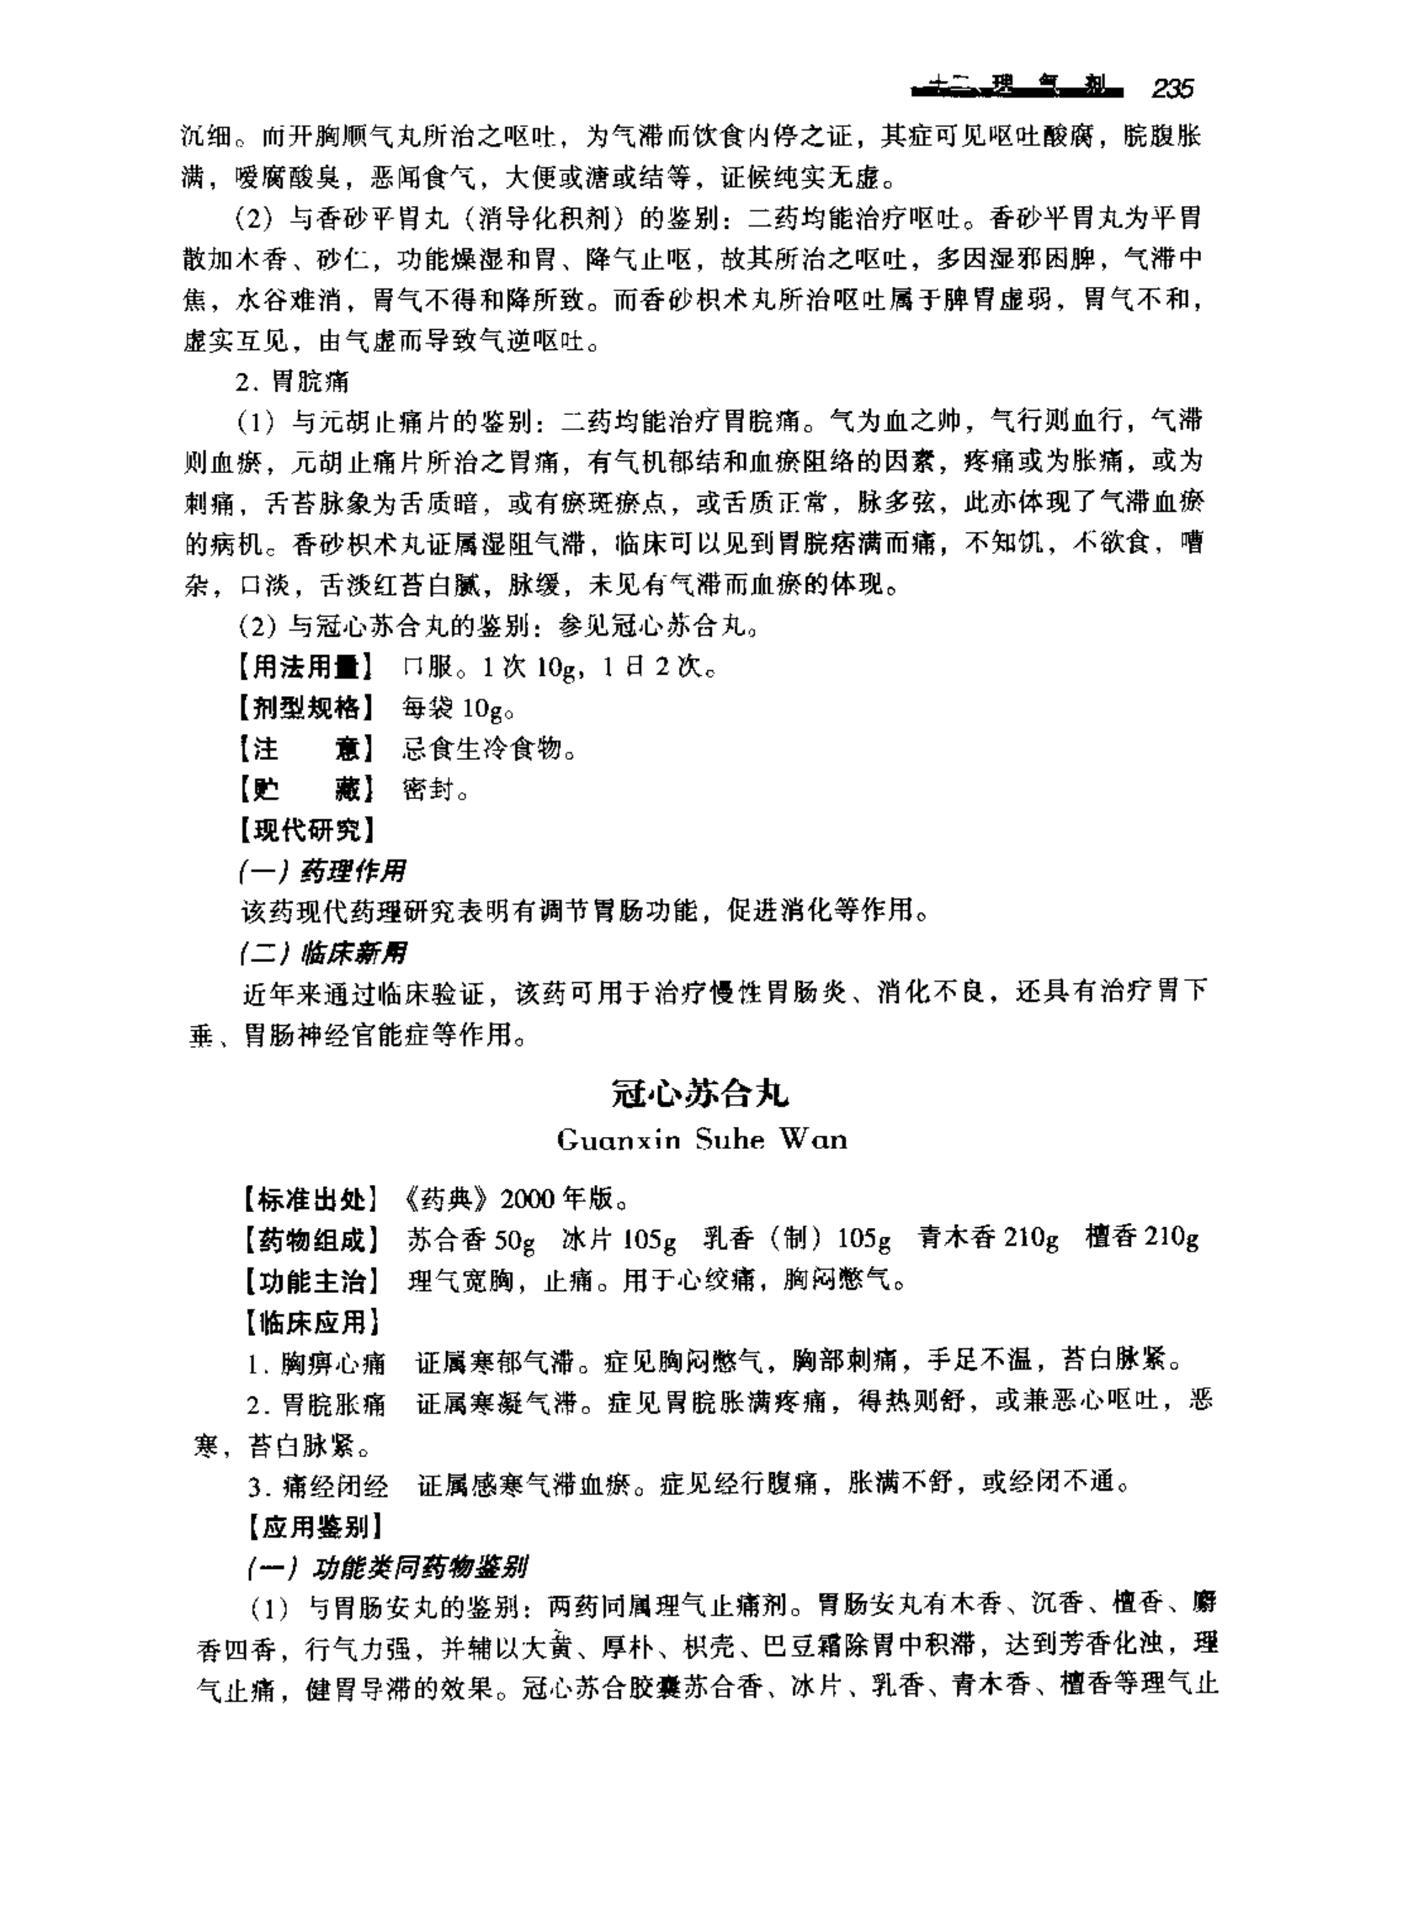 十二、理气剂 235
沉细。而开胸顺气丸所治之呕吐，为气滞而饮食内停之证，其症可见呕吐酸腐，脘腹胀
满，嗳腐酸臭，恶闻食气，大便或溏或结等，证候纯实无虚。
（2）与香砂平胃丸（消导化积剂）的鉴别：二药均能治疗呕吐。香砂平胃丸为平胃
散加木香、砂仁，功能燥湿和胃、降气止呕，故其所治之呕吐，多因湿邪困脾，气滞中
焦，水谷难消，胃气不得和降所致。而香砂枳术丸所治呕吐属于脾胃虚弱，胃气不和，
虚实互见，由气虚而导致气逆呕吐。
2. 胃脘痛
（1）与元胡止痛片的鉴别：二药均能治疗胃脘痛。气为血之帅，气行则血行，气滞
则血瘀，元胡止痛片所治之胃痛，有气机郁结和血瘀阻络的因素，疼痛或为胀痛，或为
刺痛，舌苔脉象为舌质暗，或有瘀斑瘀点，或舌质正常，脉多弦，此亦体现了气滞血瘀
的病机。香砂枳术丸证属湿阻气滞，临床可以见到胃脘痞满而痛，不知饥，不欲食，嘈
杂，口淡，舌淡红苔白腻，脉缓，未见有气滞而血瘀的体现。
（2）与冠心苏合丸的鉴别：参见冠心苏合丸。
【用法用量】 口服。1次10g，1日2次。
【剂型规格】 每袋10g。
【注　　意】 忌食生冷食物。
【贮　　藏】 密封。
【现代研究】
（一）药理作用
该药现代药理研究表明有调节胃肠功能，促进消化等作用。
（二）临床新用
近年来通过临床验证，该药可用于治疗慢性胃肠炎、消化不良，还具有治疗胃下
垂、胃肠神经官能症等作用。
冠心苏合丸
Guanxin Suhe Wan
【标准出处】《药典》2000年版。
【药物组成】 苏合香50g 冰片105g 乳香（制）105g 青木香210g 檀香210g
【功能主治】 理气宽胸，止痛。用于心绞痛，胸闷憋气。
【临床应用】
1. 胸痹心痛 证属寒郁气滞。症见胸闷憋气，胸部刺痛，手足不温，苔白脉紧。
2. 胃脘胀痛 证属寒凝气滞。症见胃脘胀满疼痛，得热则舒，或兼恶心呕吐，恶
寒，苔白脉紧。
3. 痛经闭经 证属感寒气滞血瘀。症见经行腹痛，胀满不舒，或经闭不通。
【应用鉴别】
（一）功能类同药物鉴别
（1）与胃肠安丸的鉴别：两药同属理气止痛剂。胃肠安丸有木香、沉香、檀香、麝
香四香，行气力强，并辅以大黄、厚朴、枳壳、巴豆霜除胃中积滞，达到芳香化浊，理
气止痛，健胃导滞的效果。冠心苏合胶囊苏合香、冰片、乳香、青木香、檀香等理气止